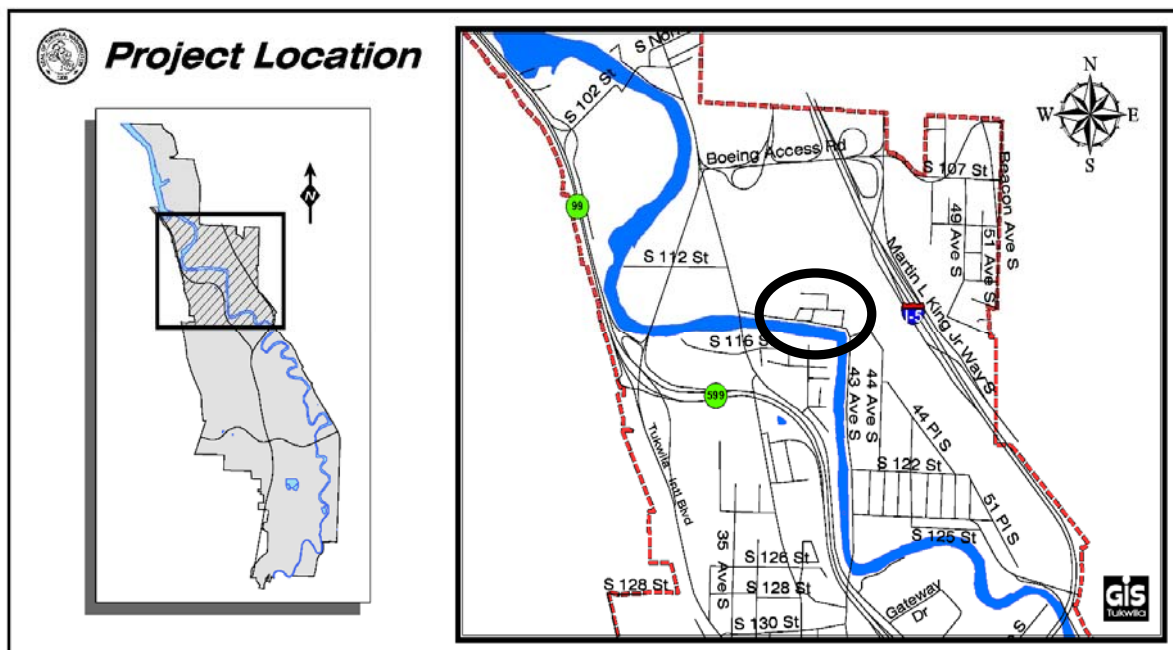 Project Location
N
S Nor
S 102 St
N
W
E
S
Boeing Access Rd
S 107 St
Beacon Ave S
49 Ave S
51 Ave S
99
S 112 St
Martin L King Jr Way S
I-5
S 116 S
43 Ave S
44 Ave S
44 Pl S
599
Tukwila
Intl Blvd
S 122 St
51 Pl S
S 125 St
35 Ave S
S 126 St
S 128 St
S 128 St
S 130 St
Gateway
Dr
S
GIS
Tukwila